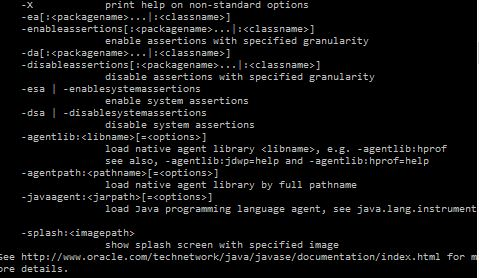 -X print help on non-standard options
-ea[:<packagename>...|:<classname>]
-enableassertions[:<packagename>...|:<classname>]
enable assertions with specified granularity
-da[:<packagename>...|:<classname>]
-disableassertions[:<packagename>...|:<classname>]
disable assertions with specified granularity
-esa | -enablesystemassertions
enable system assertions
-dsa | -disablesystemassertions
disable system assertions
-agentlib:<libname>[=<options>]
load native agent library <libname>, e.g. -agentlib:hprof
see also, -agentlib:jdwp=help and -agentlib:hprof=help
-agentpath:<pathname>[=<options>]
load native agent library by full pathname
-javaagent:<jarpath>[=<options>]
load Java programming language agent, see java.lang.instrument
-splash:<imagepath>
show splash screen with specified image
See http://www.oracle.com/technetwork/java/javase/documentation/index.html for m
ore details.